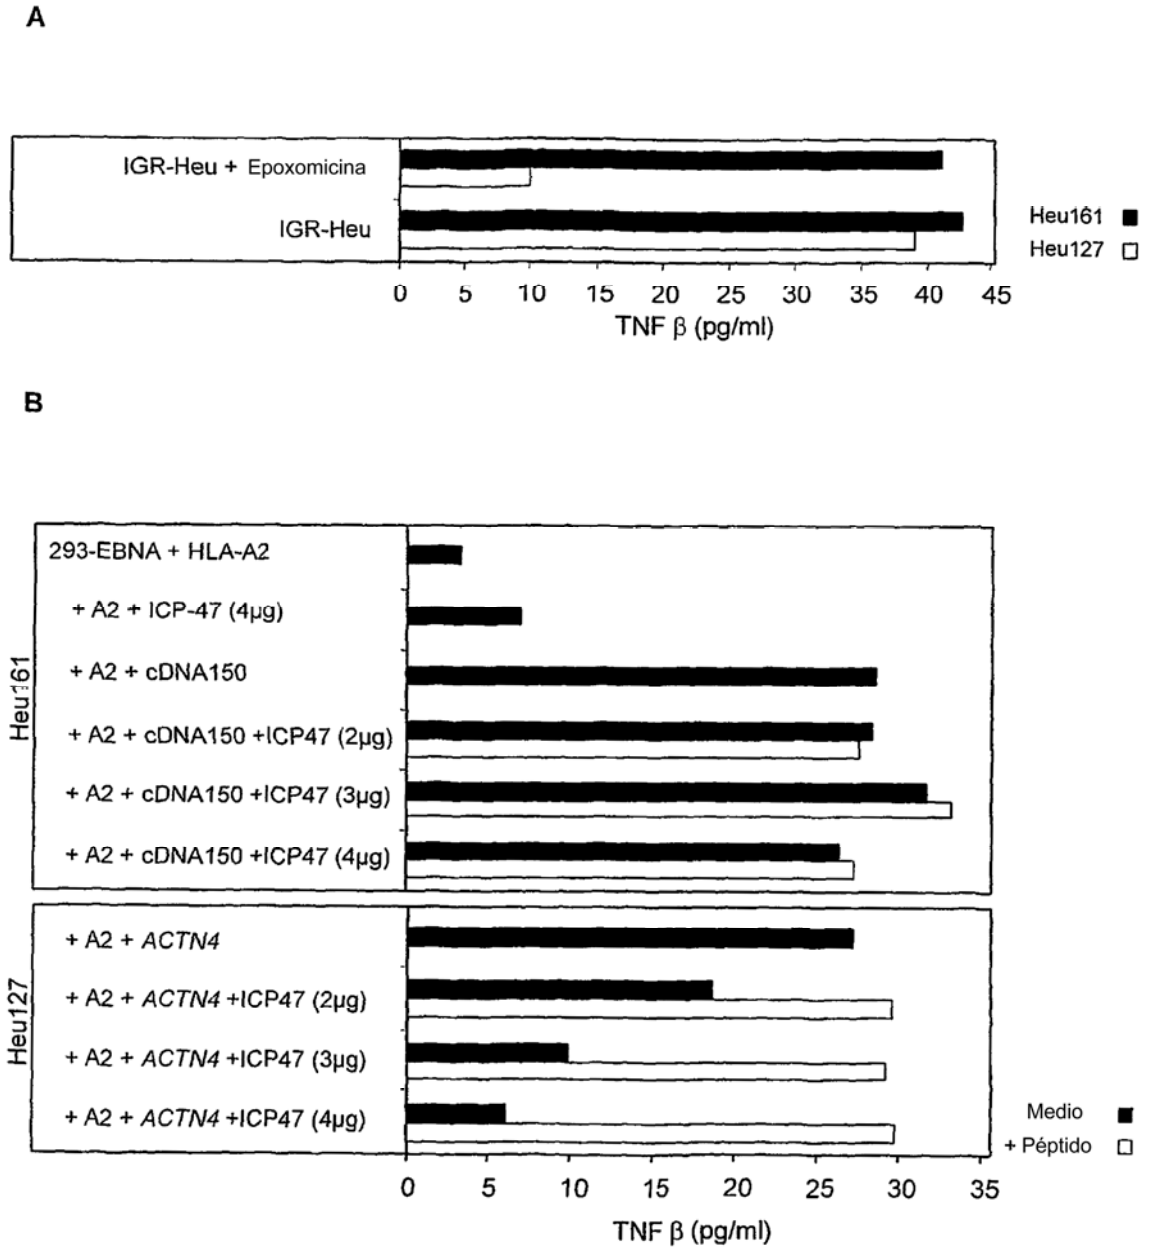 A
IGR-Heu + Epoxomicina
IGR-Heu
Heu161
Heu127
0 5 10 15 20 25 30 35 40 45
TNF β (pg/ml)
B
Heu161
293-EBNA + HLA-A2
+ A2 + ICP-47 (4µg)
+ A2 + cDNA150
+ A2 + cDNA150 +ICP47 (2µg)
+ A2 + cDNA150 +ICP47 (3µg)
+ A2 + cDNA150 +ICP47 (4µg)
Heu127
+ A2 + ACTN4
+ A2 + ACTN4 +ICP47 (2µg)
+ A2 + ACTN4 +ICP47 (3µg)
+ A2 + ACTN4 +ICP47 (4µg)
Medio
+ Péptido
0 5 10 15 20 25 30 35
TNF β (pg/ml)